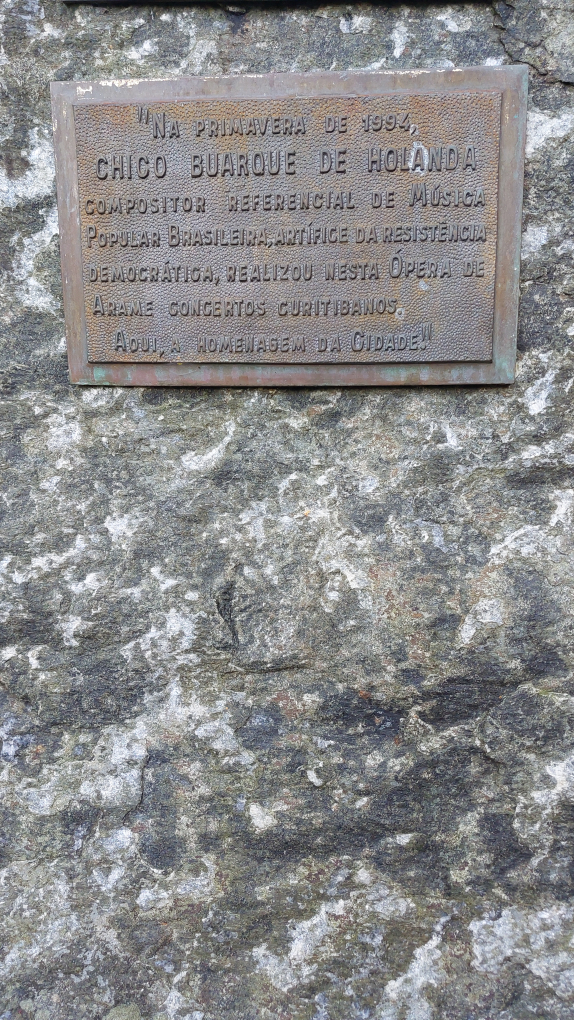 "NA PRIMAVERA DE 1994,
CHICO BUARQUE DE HOLANDA
COMPOSITOR REFERENCIAL DE MÚSICA
POPULAR BRASILEIRA, ARTÍFICE DA RESISTÊNCIA
DEMOCRÁTICA, REALIZOU NESTA ÓPERA DE
ARAME CONCERTOS CURITIBANOS.
AQUI, A HOMENAGEM DA CIDADE."